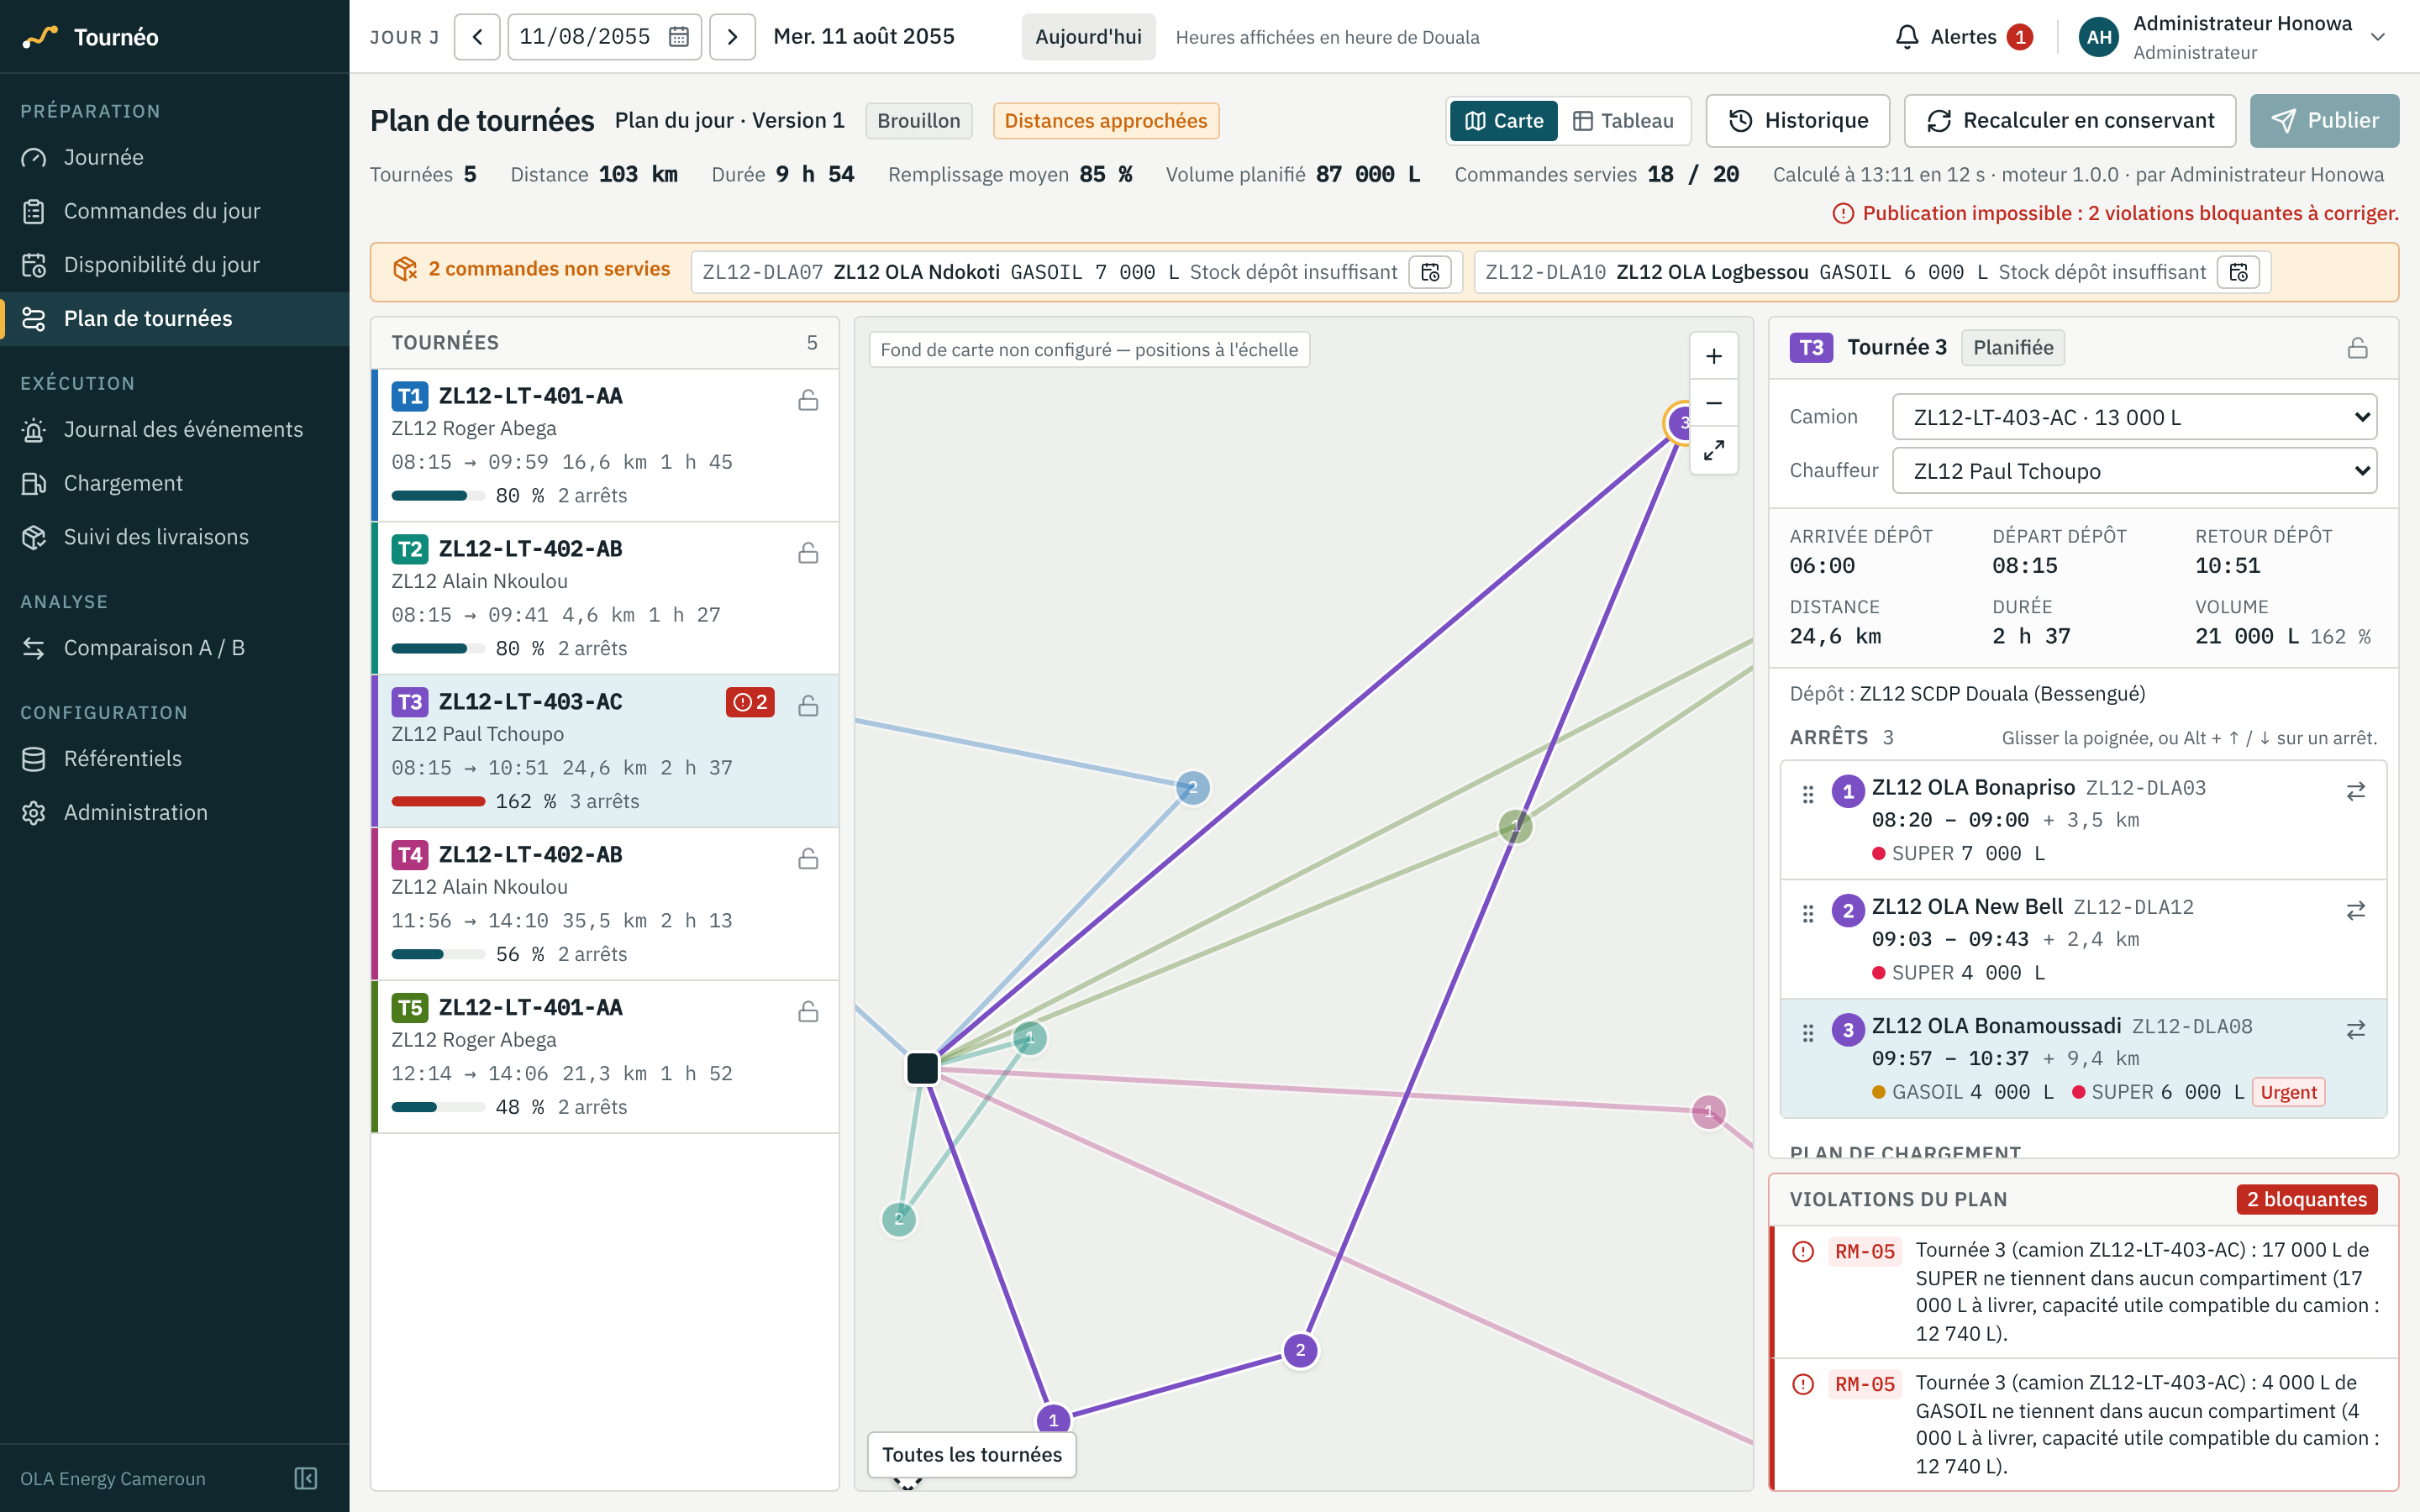 Tournéo
PRÉPARATION
Journée
Commandes du jour
Disponibilité du jour
Plan de tournées
EXÉCUTION
Journal des événements
Chargement
Suivi des livraisons
ANALYSE
Comparaison A / B
CONFIGURATION
Référentiels
Administration
OLA Energy Cameroun
JOUR J
11/08/2055
Mer. 11 août 2055
Aujourd'hui
Heures affichées en heure de Douala
Alertes 1
AH
Administrateur Honowa
Administrateur
Plan de tournées Plan du jour · Version 1 Brouillon Distances approchées
Carte Tableau Historique Recalculer en conservant Publier
Tournées 5 Distance 103 km Durée 9 h 54 Remplissage moyen 85 % Volume planifié 87 000 L Commandes servies 18 / 20 Calculé à 13:11 en 12 s · moteur 1.0.0 · par Administrateur Honowa
Publication impossible : 2 violations bloquantes à corriger.
2 commandes non servies ZL12-DLA07 ZL12 OLA Ndokoti GASOIL 7 000 L Stock dépôt insuffisant ZL12-DLA10 ZL12 OLA Logbessou GASOIL 6 000 L Stock dépôt insuffisant
TOURNÉES 5
T1 ZL12-LT-401-AA
ZL12 Roger Abega
08:15 → 09:59 16,6 km 1 h 45
80 % 2 arrêts
T2 ZL12-LT-402-AB
ZL12 Alain Nkoulou
08:15 → 09:41 4,6 km 1 h 27
80 % 2 arrêts
T3 ZL12-LT-403-AC 2
ZL12 Paul Tchoupo
08:15 → 10:51 24,6 km 2 h 37
162 % 3 arrêts
T4 ZL12-LT-402-AB
ZL12 Alain Nkoulou
11:56 → 14:10 35,5 km 2 h 13
56 % 2 arrêts
T5 ZL12-LT-401-AA
ZL12 Roger Abega
12:14 → 14:06 21,3 km 1 h 52
48 % 2 arrêts
Fond de carte non configuré — positions à l'échelle
+
−
3
2
1
1
1
2
2
1
Toutes les tournées
T3 Tournée 3 Planifiée
Camion ZL12-LT-403-AC · 13 000 L
Chauffeur ZL12 Paul Tchoupo
ARRIVÉE DÉPÔT DÉPART DÉPÔT RETOUR DÉPÔT
06:00 08:15 10:51
DISTANCE DURÉE VOLUME
24,6 km 2 h 37 21 000 L 162 %
Dépôt : ZL12 SCDP Douala (Bessengué)
ARRÊTS 3 Glisser la poignée, ou Alt + ↑ / ↓ sur un arrêt.
1 ZL12 OLA Bonapriso ZL12-DLA03
08:20 – 09:00 + 3,5 km
SUPER 7 000 L
2 ZL12 OLA New Bell ZL12-DLA12
09:03 – 09:43 + 2,4 km
SUPER 4 000 L
3 ZL12 OLA Bonamoussadi ZL12-DLA08
09:57 – 10:37 + 9,4 km
GASOIL 4 000 L SUPER 6 000 L Urgent
PLAN DE CHARGEMENT
VIOLATIONS DU PLAN 2 bloquantes
RM-05 Tournée 3 (camion ZL12-LT-403-AC) : 17 000 L de
SUPER ne tiennent dans aucun compartiment (17
000 L à livrer, capacité utile compatible du camion :
12 740 L).
RM-05 Tournée 3 (camion ZL12-LT-403-AC) : 4 000 L de
GASOIL ne tiennent dans aucun compartiment (4
000 L à livrer, capacité utile compatible du camion :
12 740 L).